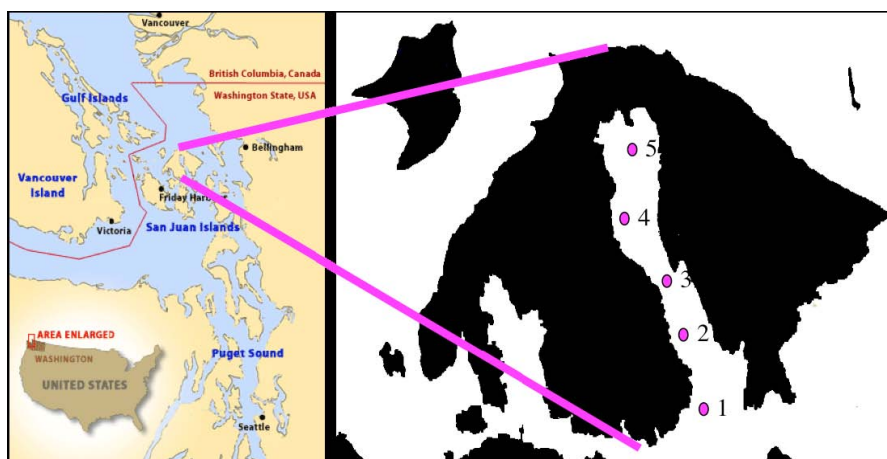 Vancouver
British Columbia, Canada
Washington State, USA
Gulf Islands
Bellingham
Vancouver
Island
Friday Harbor
Victoria
San Juan Islands
AREA ENLARGED
WASHINGTON
UNITED STATES
Puget Sound
Seattle
5
4
3
2
1